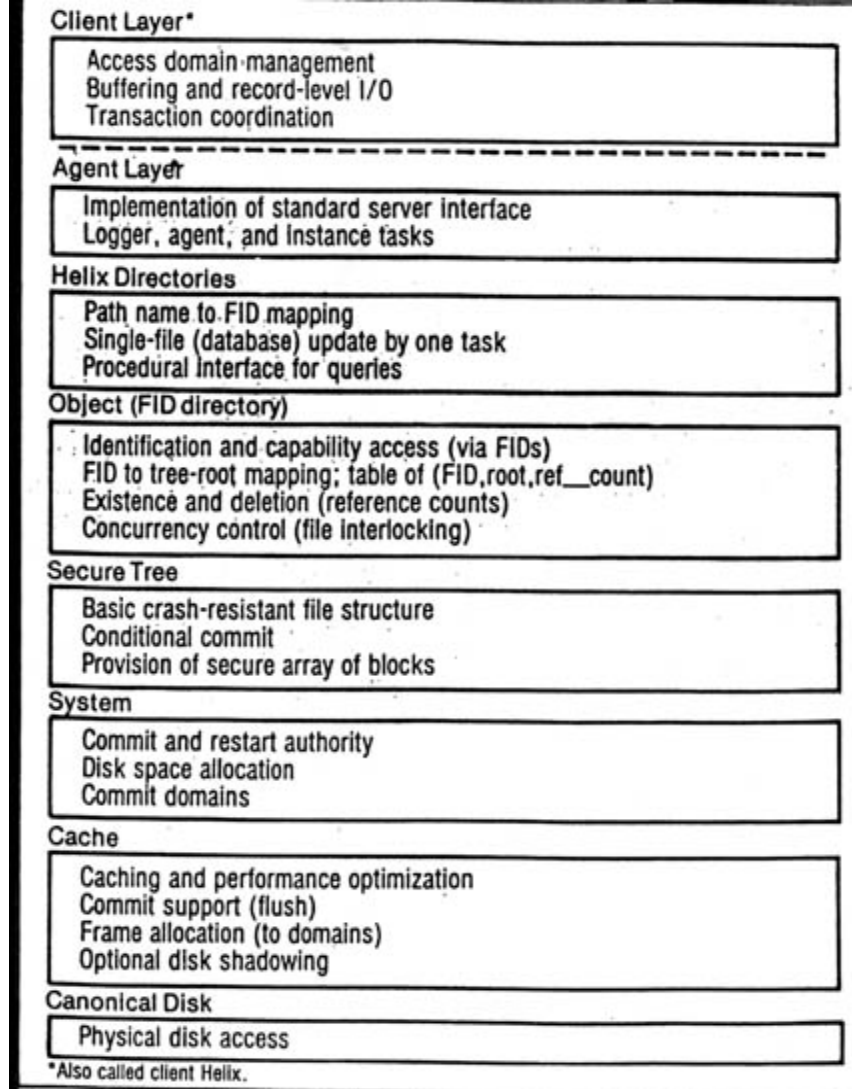 Client Layer*
Access domain management
Buffering and record-level I/O
Transaction coordination
Agent Layer
Implementation of standard server interface
Logger, agent, and instance tasks
Helix Directories
Path name to FID mapping
Single-file (database) update by one task
Procedural interface for queries
Object (FID directory)
Identification and capability access (via FIDs)
FID to tree-root mapping; table of (FID,root,ref__count)
Existence and deletion (reference counts)
Concurrency control (file interlocking)
Secure Tree
Basic crash-resistant file structure
Conditional commit
Provision of secure array of blocks
System
Commit and restart authority
Disk space allocation
Commit domains
Cache
Caching and performance optimization
Commit support (flush)
Frame allocation (to domains)
Optional disk shadowing
Canonical Disk
Physical disk access
*Also called client Helix.